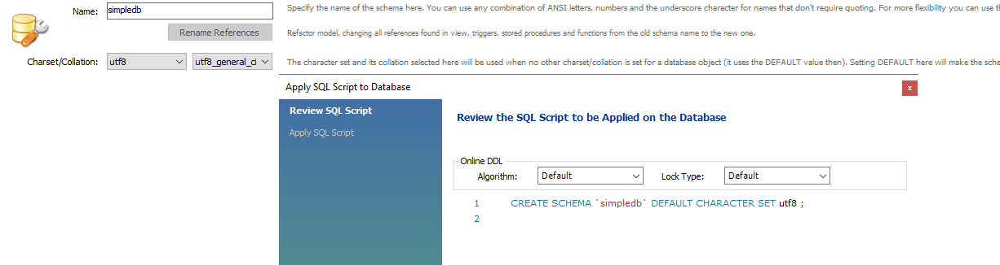 Name: simpledb Specify the name of the schema here. You can use any combination of ANSI letters, numbers and the underscore character for names that don't require quoting. For more flexibility you can use
Rename References Refactor model, changing all references found in view, triggers, stored procedures and functions from the old schema name to the new one.
Charset/Collation: utf8 utf8_general_ci The character set and its collation selected here will be used when no other charset/collation is set for a database object (it uses the DEFAULT value then). Setting DEFAULT here will make the
Apply SQL Script to Database x
Review SQL Script
Apply SQL Script
Review the SQL Script to be Applied on the Database
Online DDL
Algorithm: Default Lock Type: Default
1 CREATE SCHEMA `simpledb` DEFAULT CHARACTER SET utf8 ;
2